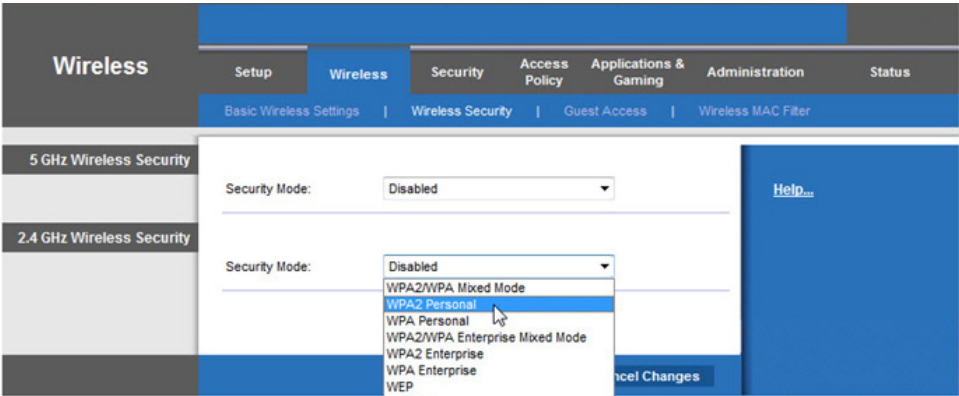 Wireless
Setup
Wireless
Security
Access
Policy
Applications &
Gaming
Administration
Status
Basic Wireless Settings | Wireless Security | Guest Access | Wireless MAC Filter
5 GHz Wireless Security
Security Mode: Disabled
Help...
2.4 GHz Wireless Security
Security Mode: Disabled
WPA2/WPA Mixed Mode
WPA2 Personal
WPA Personal
WPA2/WPA Enterprise Mixed Mode
WPA2 Enterprise
WPA Enterprise
WEP
ncel Changes